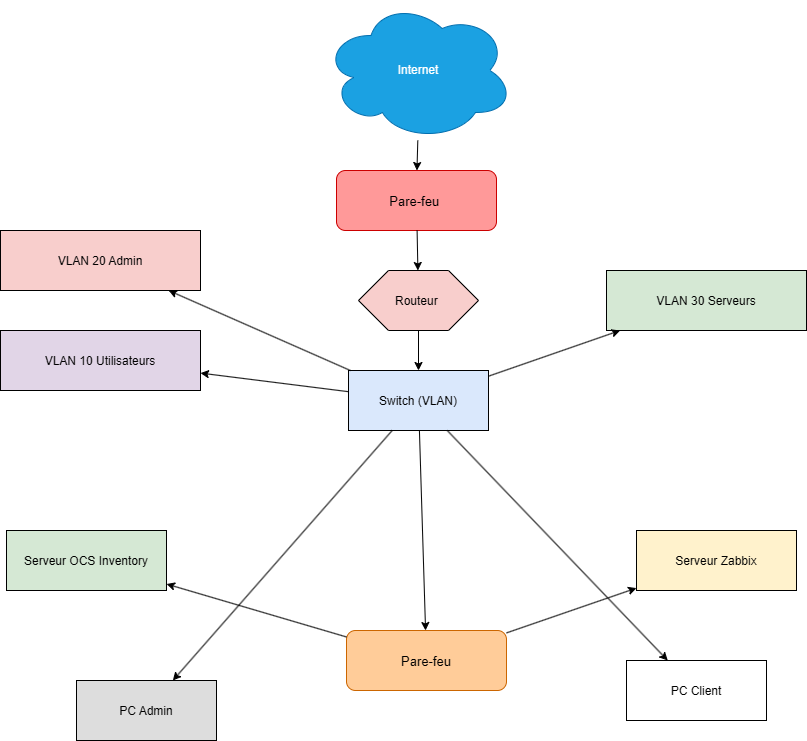 Internet
Pare-feu
VLAN 20 Admin
Routeur
VLAN 30 Serveurs
VLAN 10 Utilisateurs
Switch (VLAN)
Serveur OCS Inventory
Serveur Zabbix
Pare-feu
PC Admin
PC Client